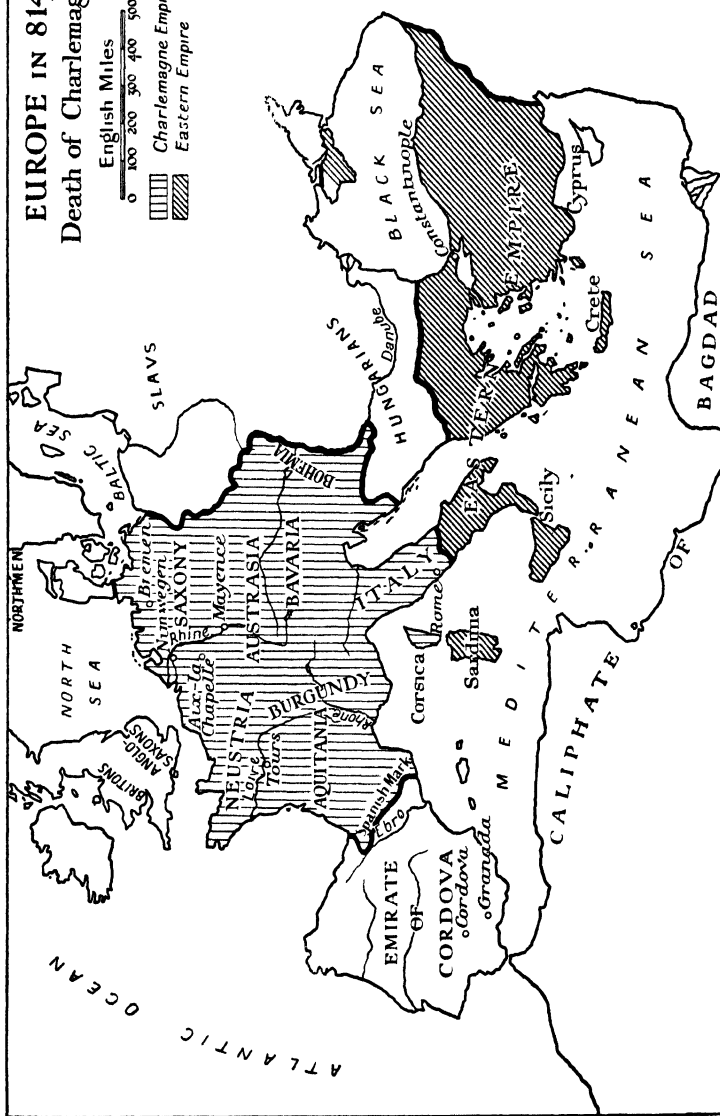 EUROPE IN 814
Death of Charlemag
English Miles
0 100 200 300 400 500
Charlemagne Empi
Eastern Empire
NORTHMEN
NORTH
SEA
BALTIC
SEA
SLAVS
ANGLO-
SAXONS
BRITONS
ATLANTIC OCEAN
Bremen
Nimwegen
SAXONY
Rhine
Mayence
Aux-la
Chapelle
AUSTRASIA
NEUSTRIA
Loire
Tours
BURGUNDY
AQUITANIA
Rhone
BAVARIA
BOHEMIA
HUNGARIANS
Danube
BLACK SEA
Constantinople
EASTERN EMPIRE
ITALY
Rome
Corsica
Sardinia
Sicily
Crete
Cyprus
Spanish Mark
Ebro
EMIRATE
OF
CORDOVA
Cordova
Granada
MEDITERRANEAN SEA
CALIPHATE OF BAGDAD